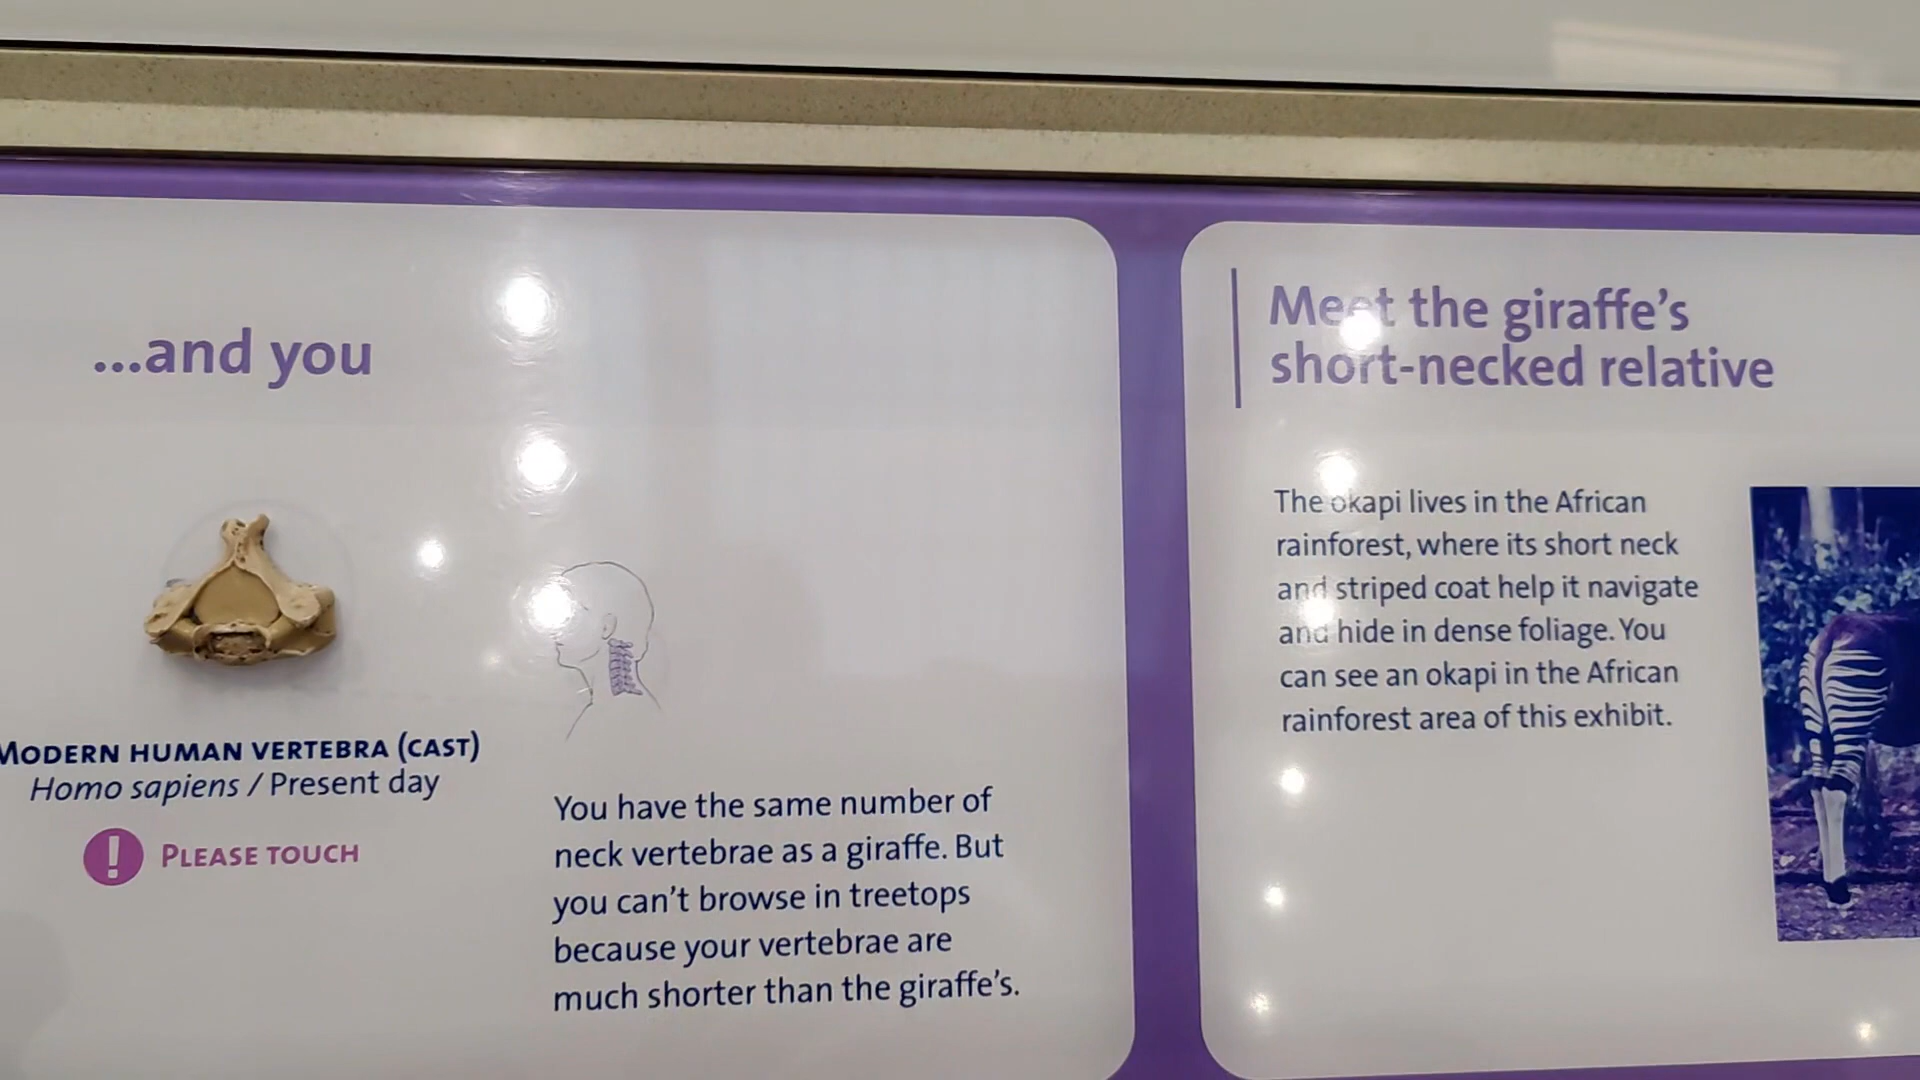 ...and you
MODERN HUMAN VERTEBRA (CAST)
Homo sapiens / Present day
! PLEASE TOUCH
You have the same number of
neck vertebrae as a giraffe. But
you can't browse in treetops
because your vertebrae are
much shorter than the giraffe's.
Meet the giraffe's
short-necked relative
The okapi lives in the African
rainforest, where its short neck
and striped coat help it navigate
and hide in dense foliage. You
can see an okapi in the African
rainforest area of this exhibit.